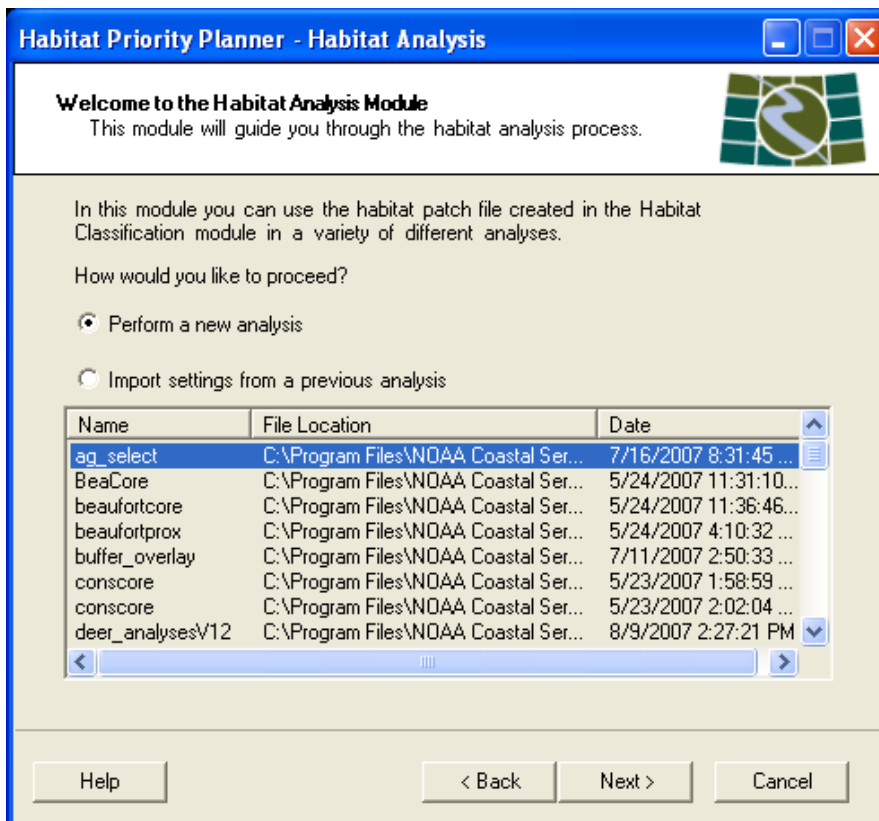 Habitat Priority Planner - Habitat Analysis
Welcome to the Habitat Analysis Module
This module will guide you through the habitat analysis process.
In this module you can use the habitat patch file created in the Habitat
Classification module in a variety of different analyses.
How would you like to proceed?
Perform a new analysis
Import settings from a previous analysis
Name File Location Date
ag_select C:\Program Files\NOAA Coastal Ser... 7/16/2007 8:31:45 ...
BeaCore C:\Program Files\NOAA Coastal Ser... 5/24/2007 11:31:10...
beaufortcore C:\Program Files\NOAA Coastal Ser... 5/24/2007 11:36:46...
beaufortprox C:\Program Files\NOAA Coastal Ser... 5/24/2007 4:10:32 ...
buffer_overlay C:\Program Files\NOAA Coastal Ser... 7/11/2007 2:50:33 ...
conscore C:\Program Files\NOAA Coastal Ser... 5/23/2007 1:58:59 ...
conscore C:\Program Files\NOAA Coastal Ser... 5/23/2007 2:02:04 ...
deer_analysesV12 C:\Program Files\NOAA Coastal Ser... 8/9/2007 2:27:21 PM
Help < Back Next > Cancel